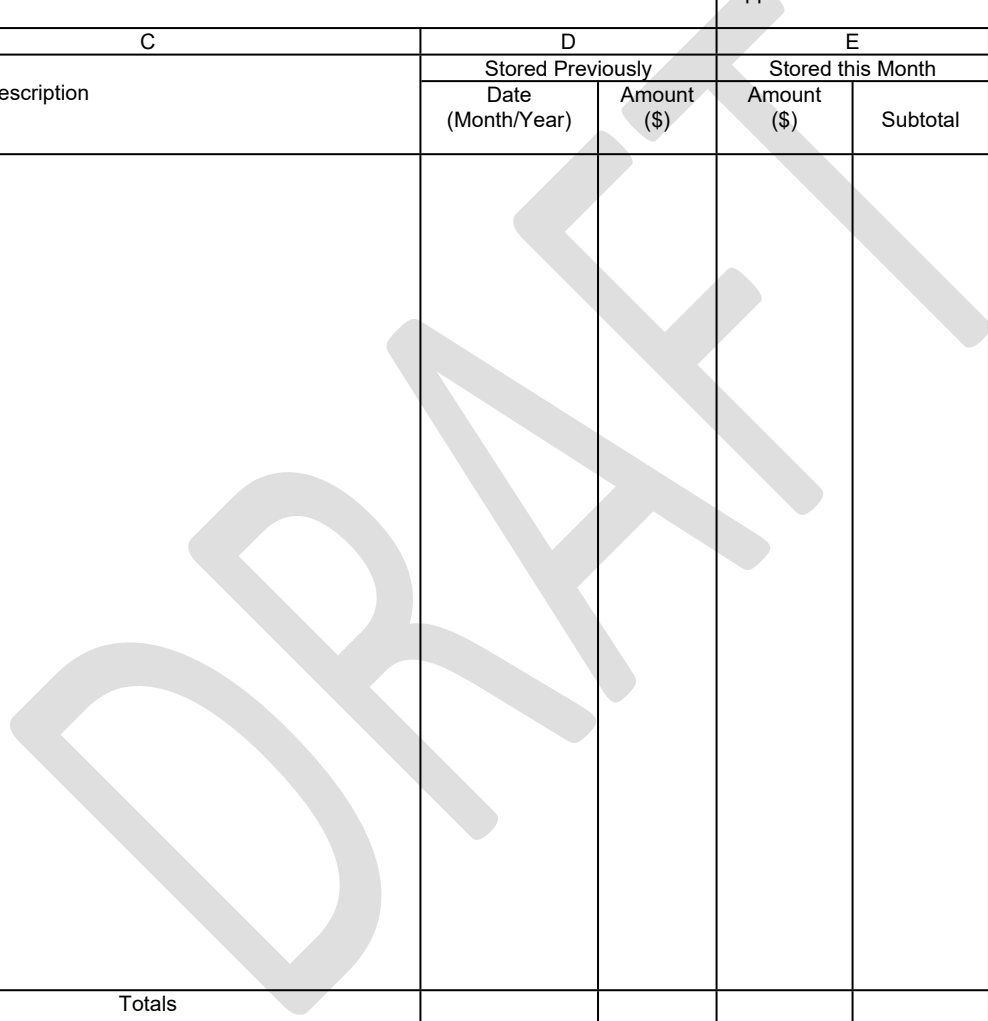 C D E
Stored Previously Stored this Month
escription
Date Amount Amount
(Month/Year) ($) ($) Subtotal
DRAFT
Totals